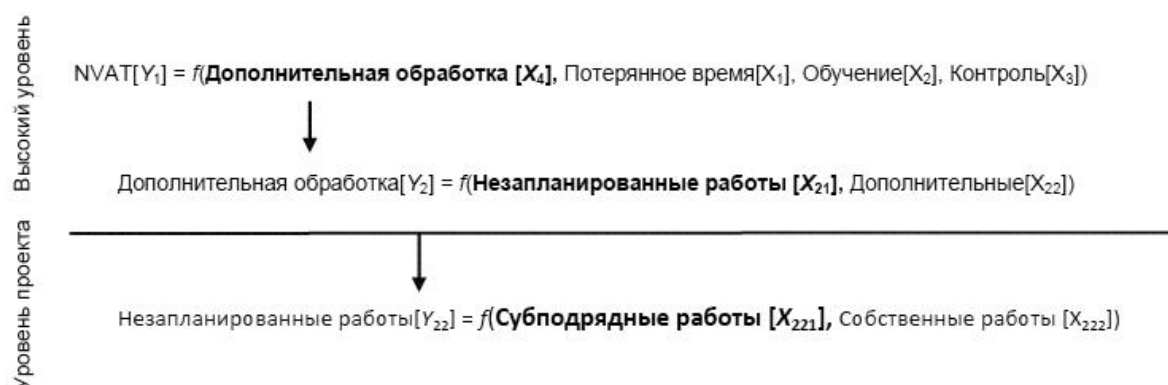 Высокий уровень
NVAT[Y₁] = f(Дополнительная обработка [X₄], Потерянное время[X₁], Обучение[X₂], Контроль[X₃])
Дополнительная обработка[Y₂] = f(Незапланированные работы [X₂₁], Дополнительные[X₂₂])
Уровень проекта
Незапланированные работы[Y₂₂] = f(Субподрядные работы [X₂₂₁], Собственные работы [X₂₂₂])